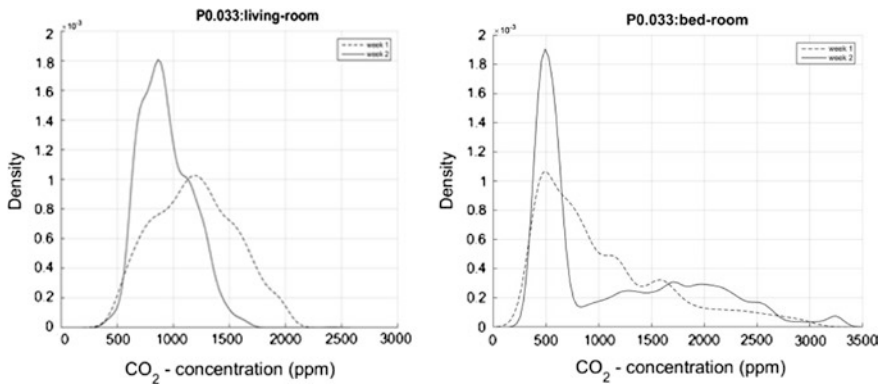 P0.033:living-room
× 10⁻³
2
1.8
1.6
1.4
1.2
1
0.8
0.6
0.4
0.2
0
Density
week 1
week 2
0 500 1000 1500 2000 2500 3000
CO₂ - concentration (ppm)
P0.033:bed-room
× 10⁻³
2
1.8
1.6
1.4
1.2
1
0.8
0.6
0.4
0.2
0
Density
week 1
week 2
0 500 1000 1500 2000 2500 3000 3500
CO₂ - concentration (ppm)